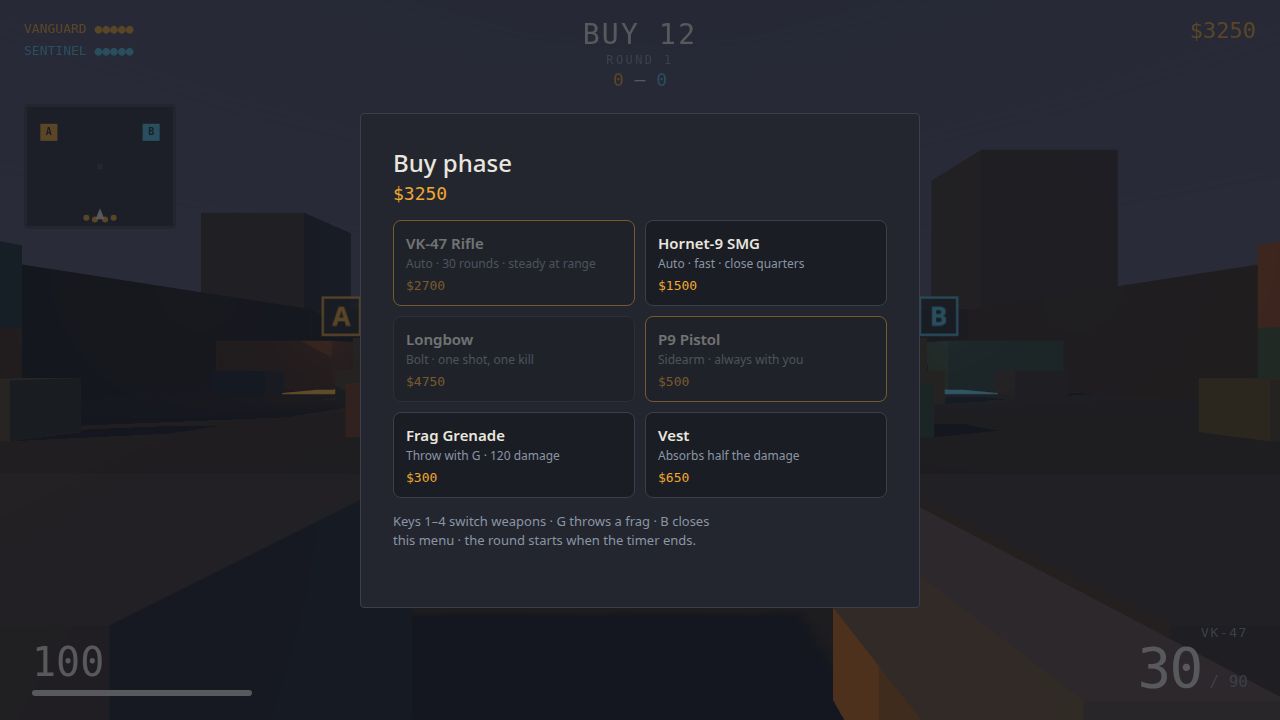 VANGUARD
SENTINEL
BUY 12
ROUND 1
0 — 0
$3250
A
B
A
B
Buy phase
$3250
VK-47 Rifle
Auto · 30 rounds · steady at range
$2700
Hornet-9 SMG
Auto · fast · close quarters
$1500
Longbow
Bolt · one shot, one kill
$4750
P9 Pistol
Sidearm · always with you
$500
Frag Grenade
Throw with G · 120 damage
$300
Vest
Absorbs half the damage
$650
Keys 1–4 switch weapons · G throws a frag · B closes
this menu · the round starts when the timer ends.
100
VK-47
30 / 90